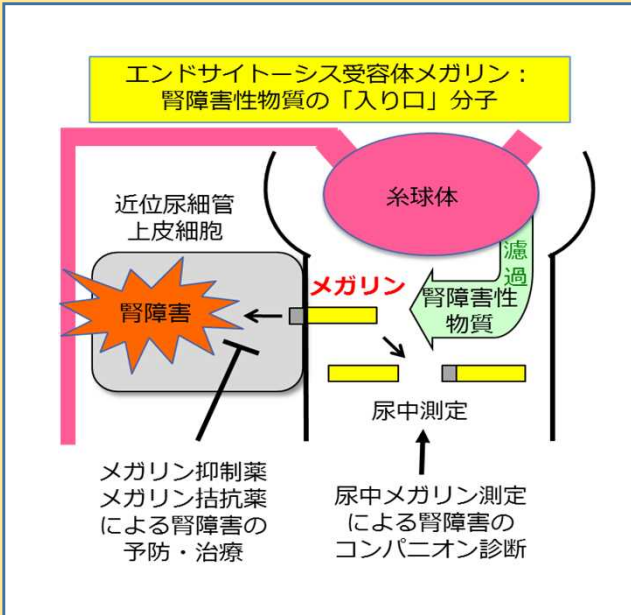 エンドサイトーシス受容体メガリン：
腎障害性物質の「入り口」分子
糸球体
近位尿細管
上皮細胞
濾過
メガリン
腎障害性
物質
腎障害
尿中測定
メガリン抑制薬
メガリン拮抗薬
による腎障害の
予防・治療
尿中メガリン測定
による腎障害の
コンパニオン診断